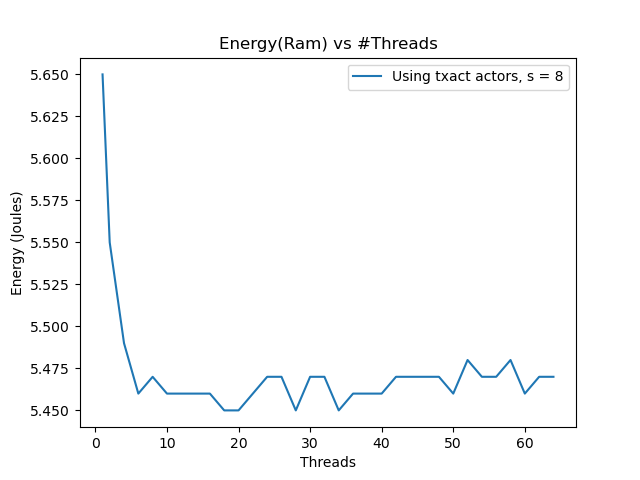 Energy(Ram) vs #Threads
Using txact actors, s = 8
5.650
5.625
5.600
5.575
5.550
5.525
5.500
5.475
5.450
Energy (Joules)
0 10 20 30 40 50 60
Threads